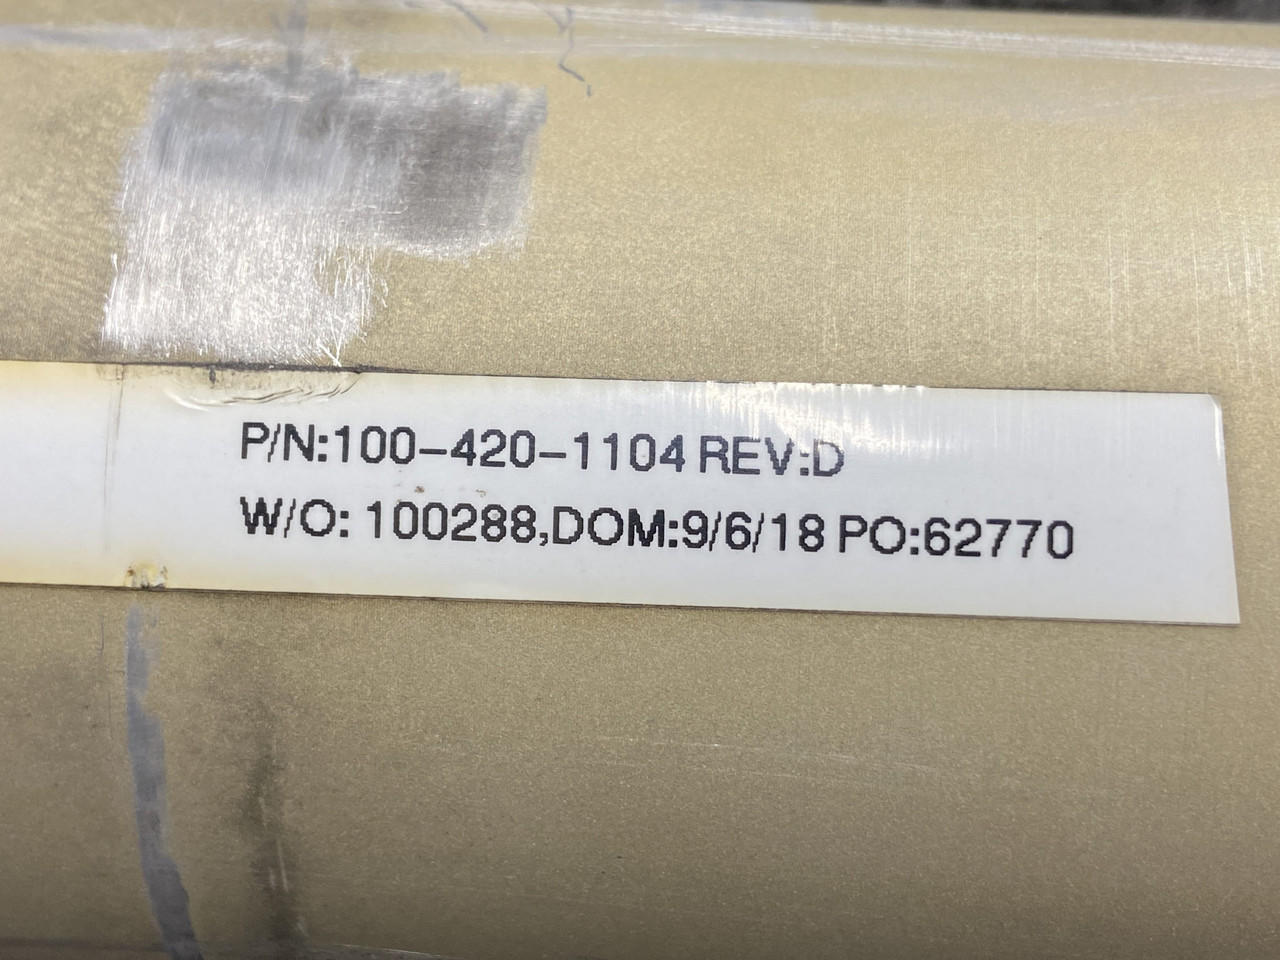 P/N:100-420-1104 REV:D
W/O: 100288,DOM:9/6/18 PO:62770